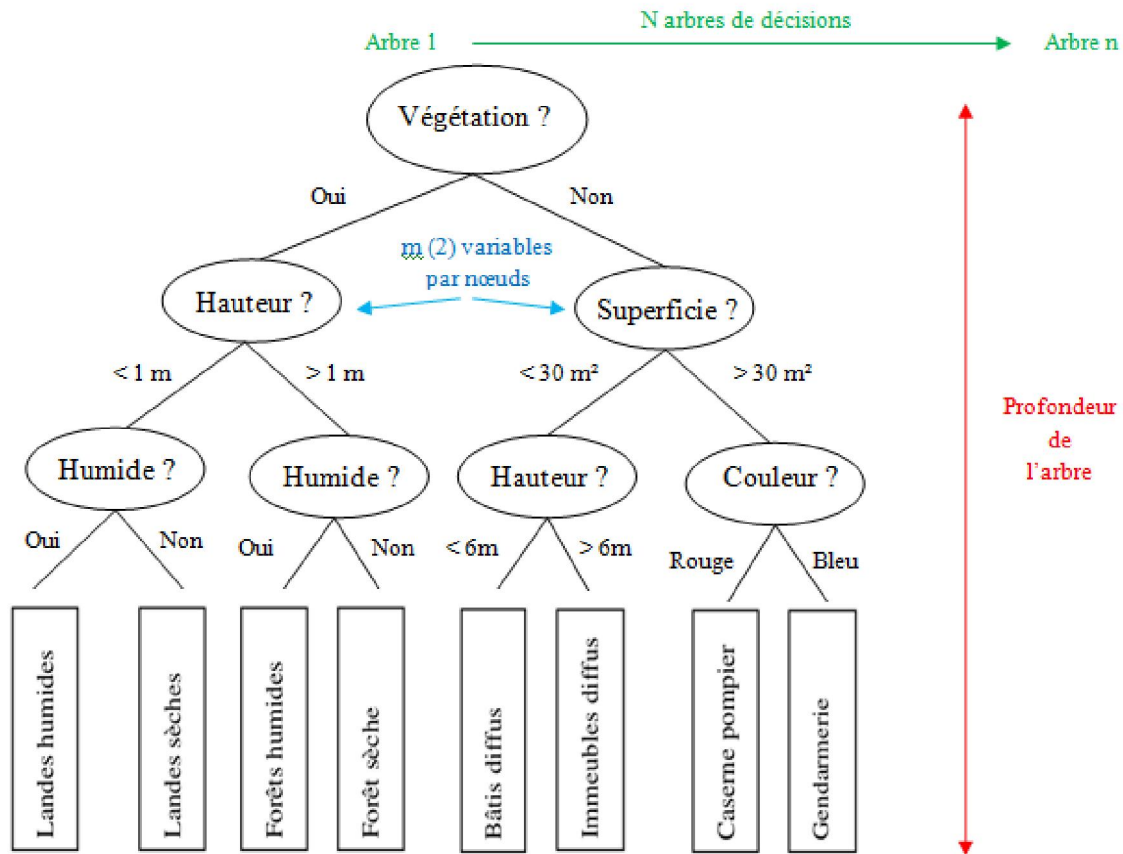 N arbres de décisions
Arbre 1
Arbre n
Végétation ?
Oui
Non
m (2) variables
par nœuds
Hauteur ?
Superficie ?
< 1 m
> 1 m
< 30 m²
> 30 m²
Profondeur
de
l'arbre
Humide ?
Humide ?
Hauteur ?
Couleur ?
Oui
Non
Oui
Non
< 6m
> 6m
Rouge
Bleu
Landes humides
Landes sèches
Forêts humides
Forêt sèche
Bâtis diffus
Immeubles diffus
Caserne pompier
Gendarmerie